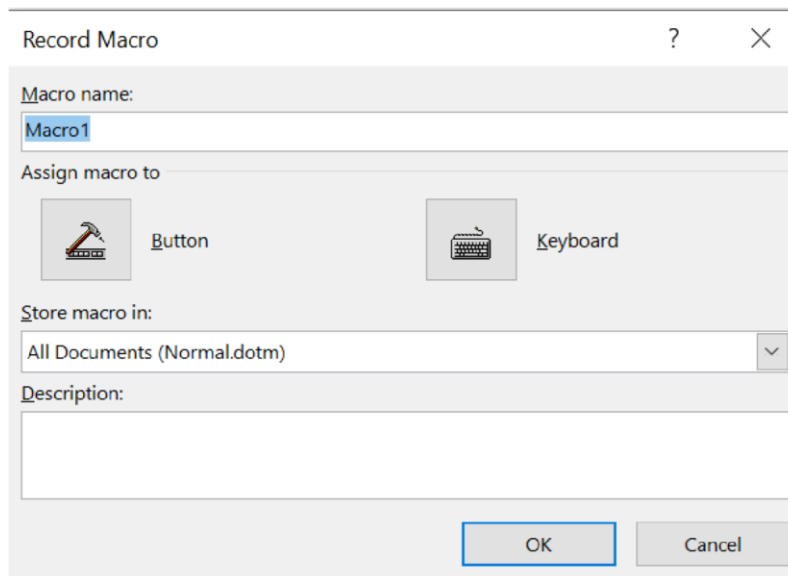 Record Macro ?
Macro name:
Macro1
Assign macro to
Button Keyboard
Store macro in:
All Documents (Normal.dotm)
Description:
OK Cancel